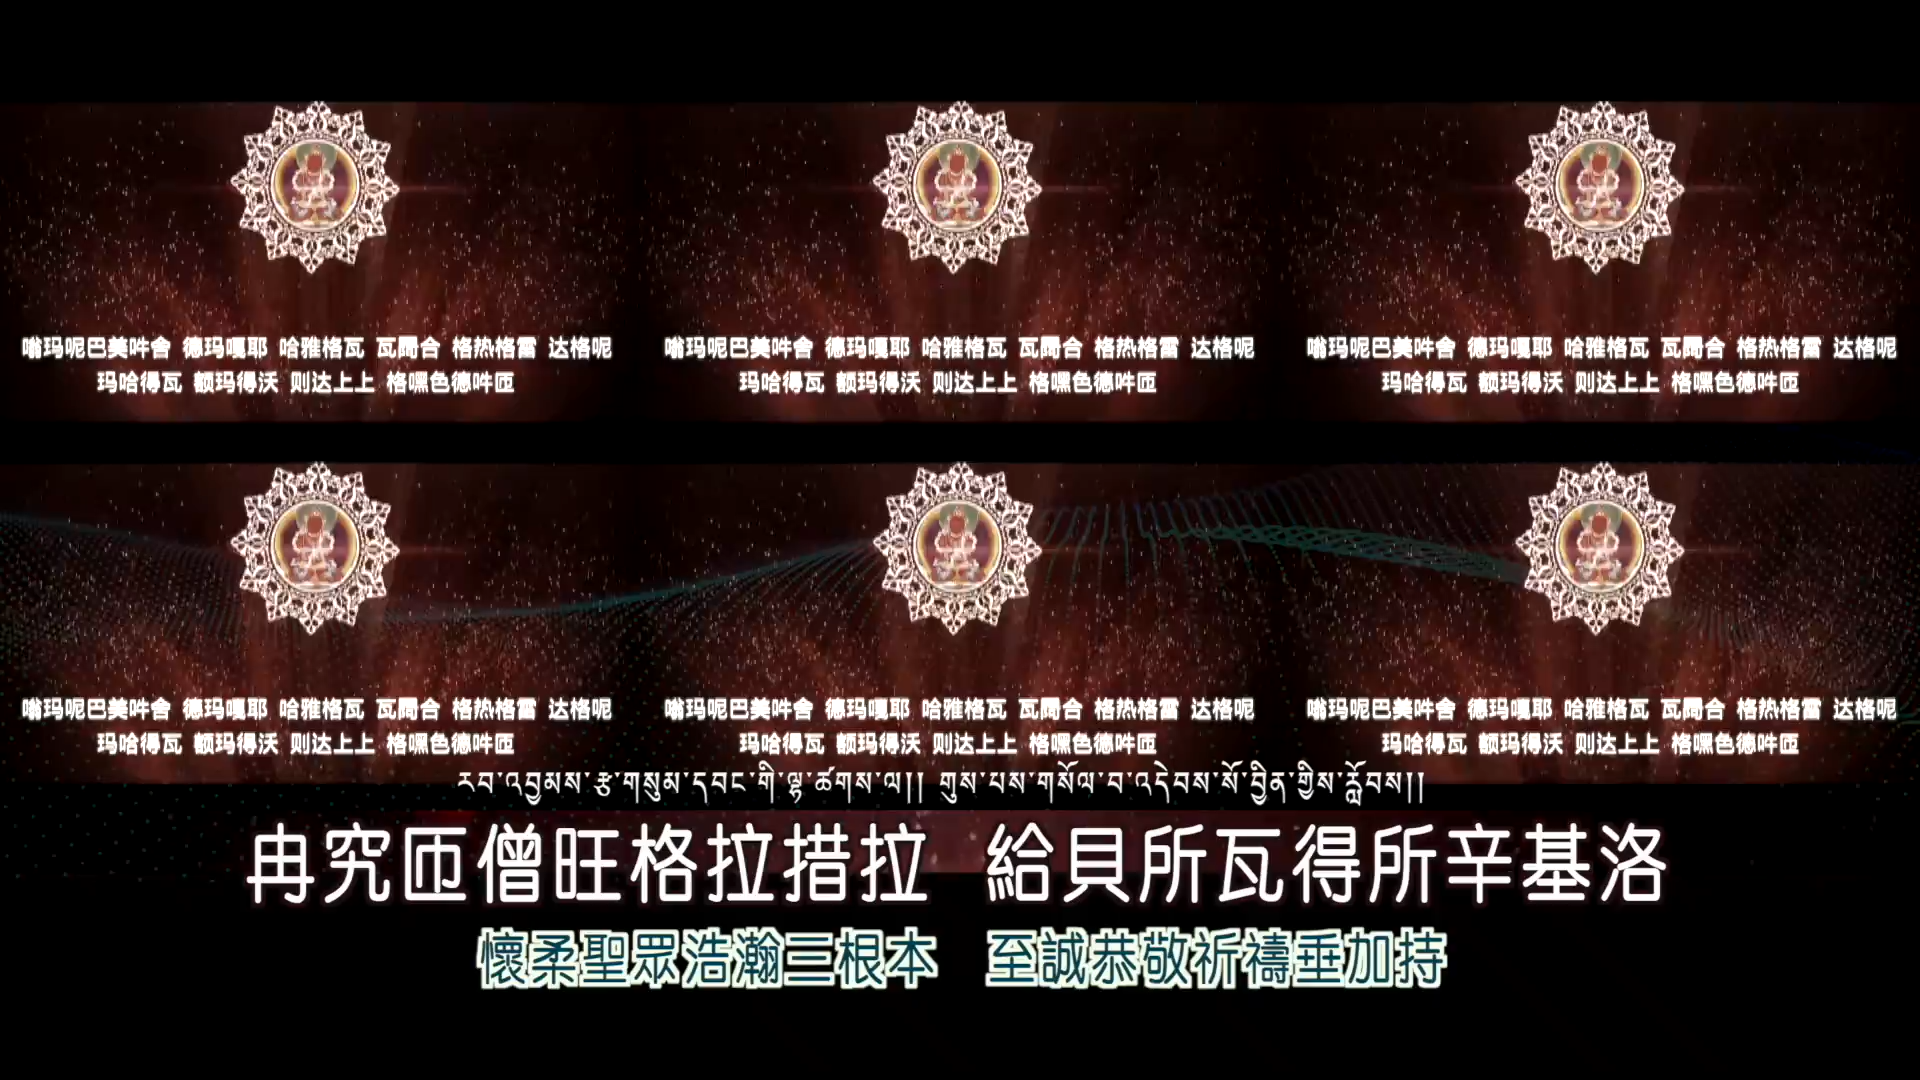 嗡玛呢巴美吽舍 德玛嘎耶 哈雅格瓦 瓦阿合 格热格雷 达格呢
玛哈得瓦 额玛得沃 则达上上 格嘿色德吽匝
嗡玛呢巴美吽舍 德玛嘎耶 哈雅格瓦 瓦阿合 格热格雷 达格呢
玛哈得瓦 额玛得沃 则达上上 格嘿色德吽匝
嗡玛呢巴美吽舍 德玛嘎耶 哈雅格瓦 瓦阿合 格热格雷 达格呢
玛哈得瓦 额玛得沃 则达上上 格嘿色德吽匝
嗡玛呢巴美吽舍 德玛嘎耶 哈雅格瓦 瓦阿合 格热格雷 达格呢
玛哈得瓦 额玛得沃 则达上上 格嘿色德吽匝
嗡玛呢巴美吽舍 德玛嘎耶 哈雅格瓦 瓦阿合 格热格雷 达格呢
玛哈得瓦 额玛得沃 则达上上 格嘿色德吽匝
嗡玛呢巴美吽舍 德玛嘎耶 哈雅格瓦 瓦阿合 格热格雷 达格呢
玛哈得瓦 额玛得沃 则达上上 格嘿色德吽匝
རབ་འབྱམས་རྩ་གསུམ་དབང་གི་ལྷ་ཚོགས་ལ།། གུས་པས་གསོལ་བ་འདེབས་སོ་བྱིན་གྱིས་རློབས།།
冉究匝僧旺格拉措拉 給貝所瓦得所辛基洛
懷柔聖眾浩瀚三根本 至誠恭敬祈禱垂加持